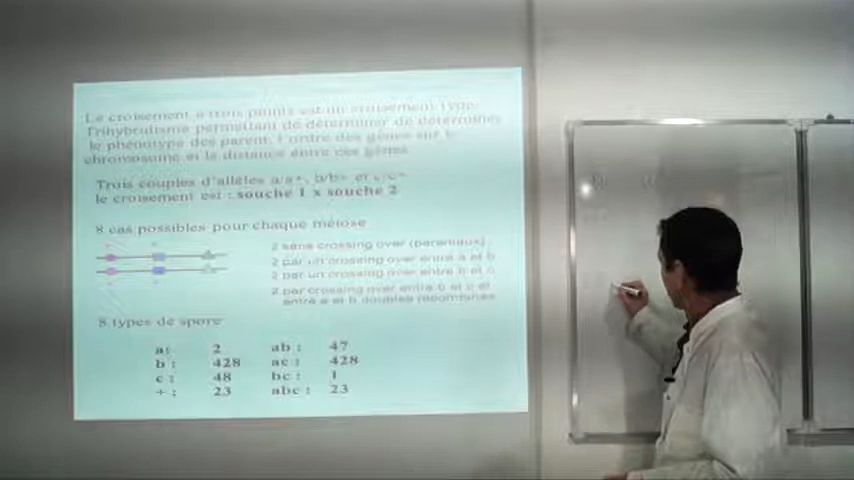 Le croisement a trois points est un croisement type:
Trihybridisme permettant de déterminer de déterminer
le phénotype des parent, l'ordre des gènes sur le
chromosome et la distance entre ces gènes
Trois couples d'allèles a/a+, b/b+ et c/c+
le croisement est : souche 1 x souche 2
8 cas possibles pour chaque méiose
2 sans crossing over (parentaux)
2 par un crossing over entre a et b
2 par un crossing over entre b et c
2 par crossing over entre b et c et
entre a et b doubles recombinés
8 types de spore
a: 2 ab : 47
b : 428 ac : 428
c : 48 bc : 1
+ : 23 abc : 23